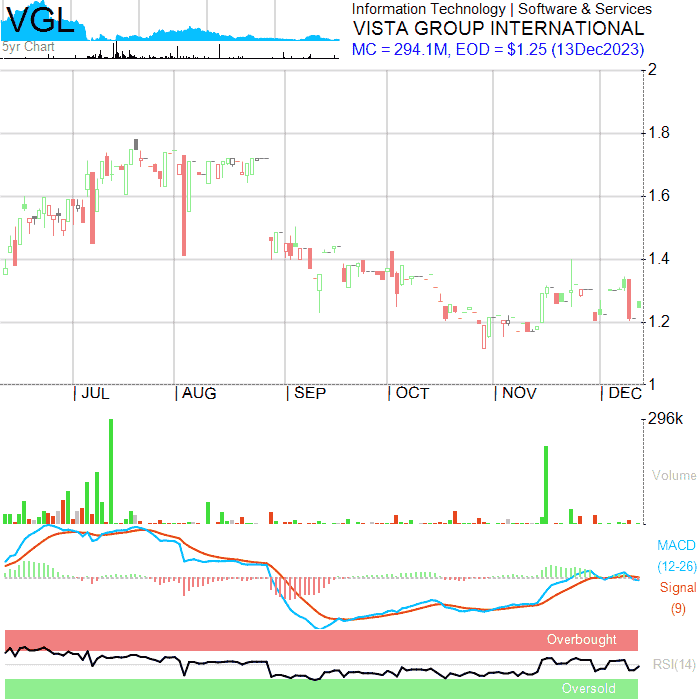 VGL
5yr Chart
Information Technology | Software & Services
VISTA GROUP INTERNATIONAL
MC = 294.1M, EOD = $1.25 (13Dec2023)
2
1.8
1.6
1.4
1.2
1
JUL
AUG
SEP
OCT
NOV
DEC
296k
Volume
MACD
(12-26)
Signal
(9)
Overbought
RSI(14)
Oversold